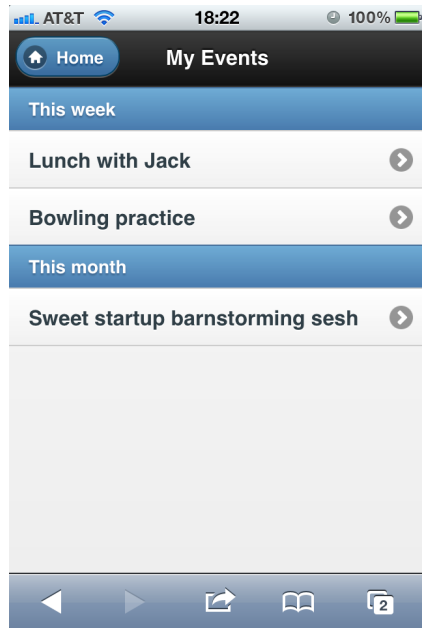 AT&T 18:22 100%
Home My Events
This week
Lunch with Jack
Bowling practice
This month
Sweet startup barnstorming sesh
2